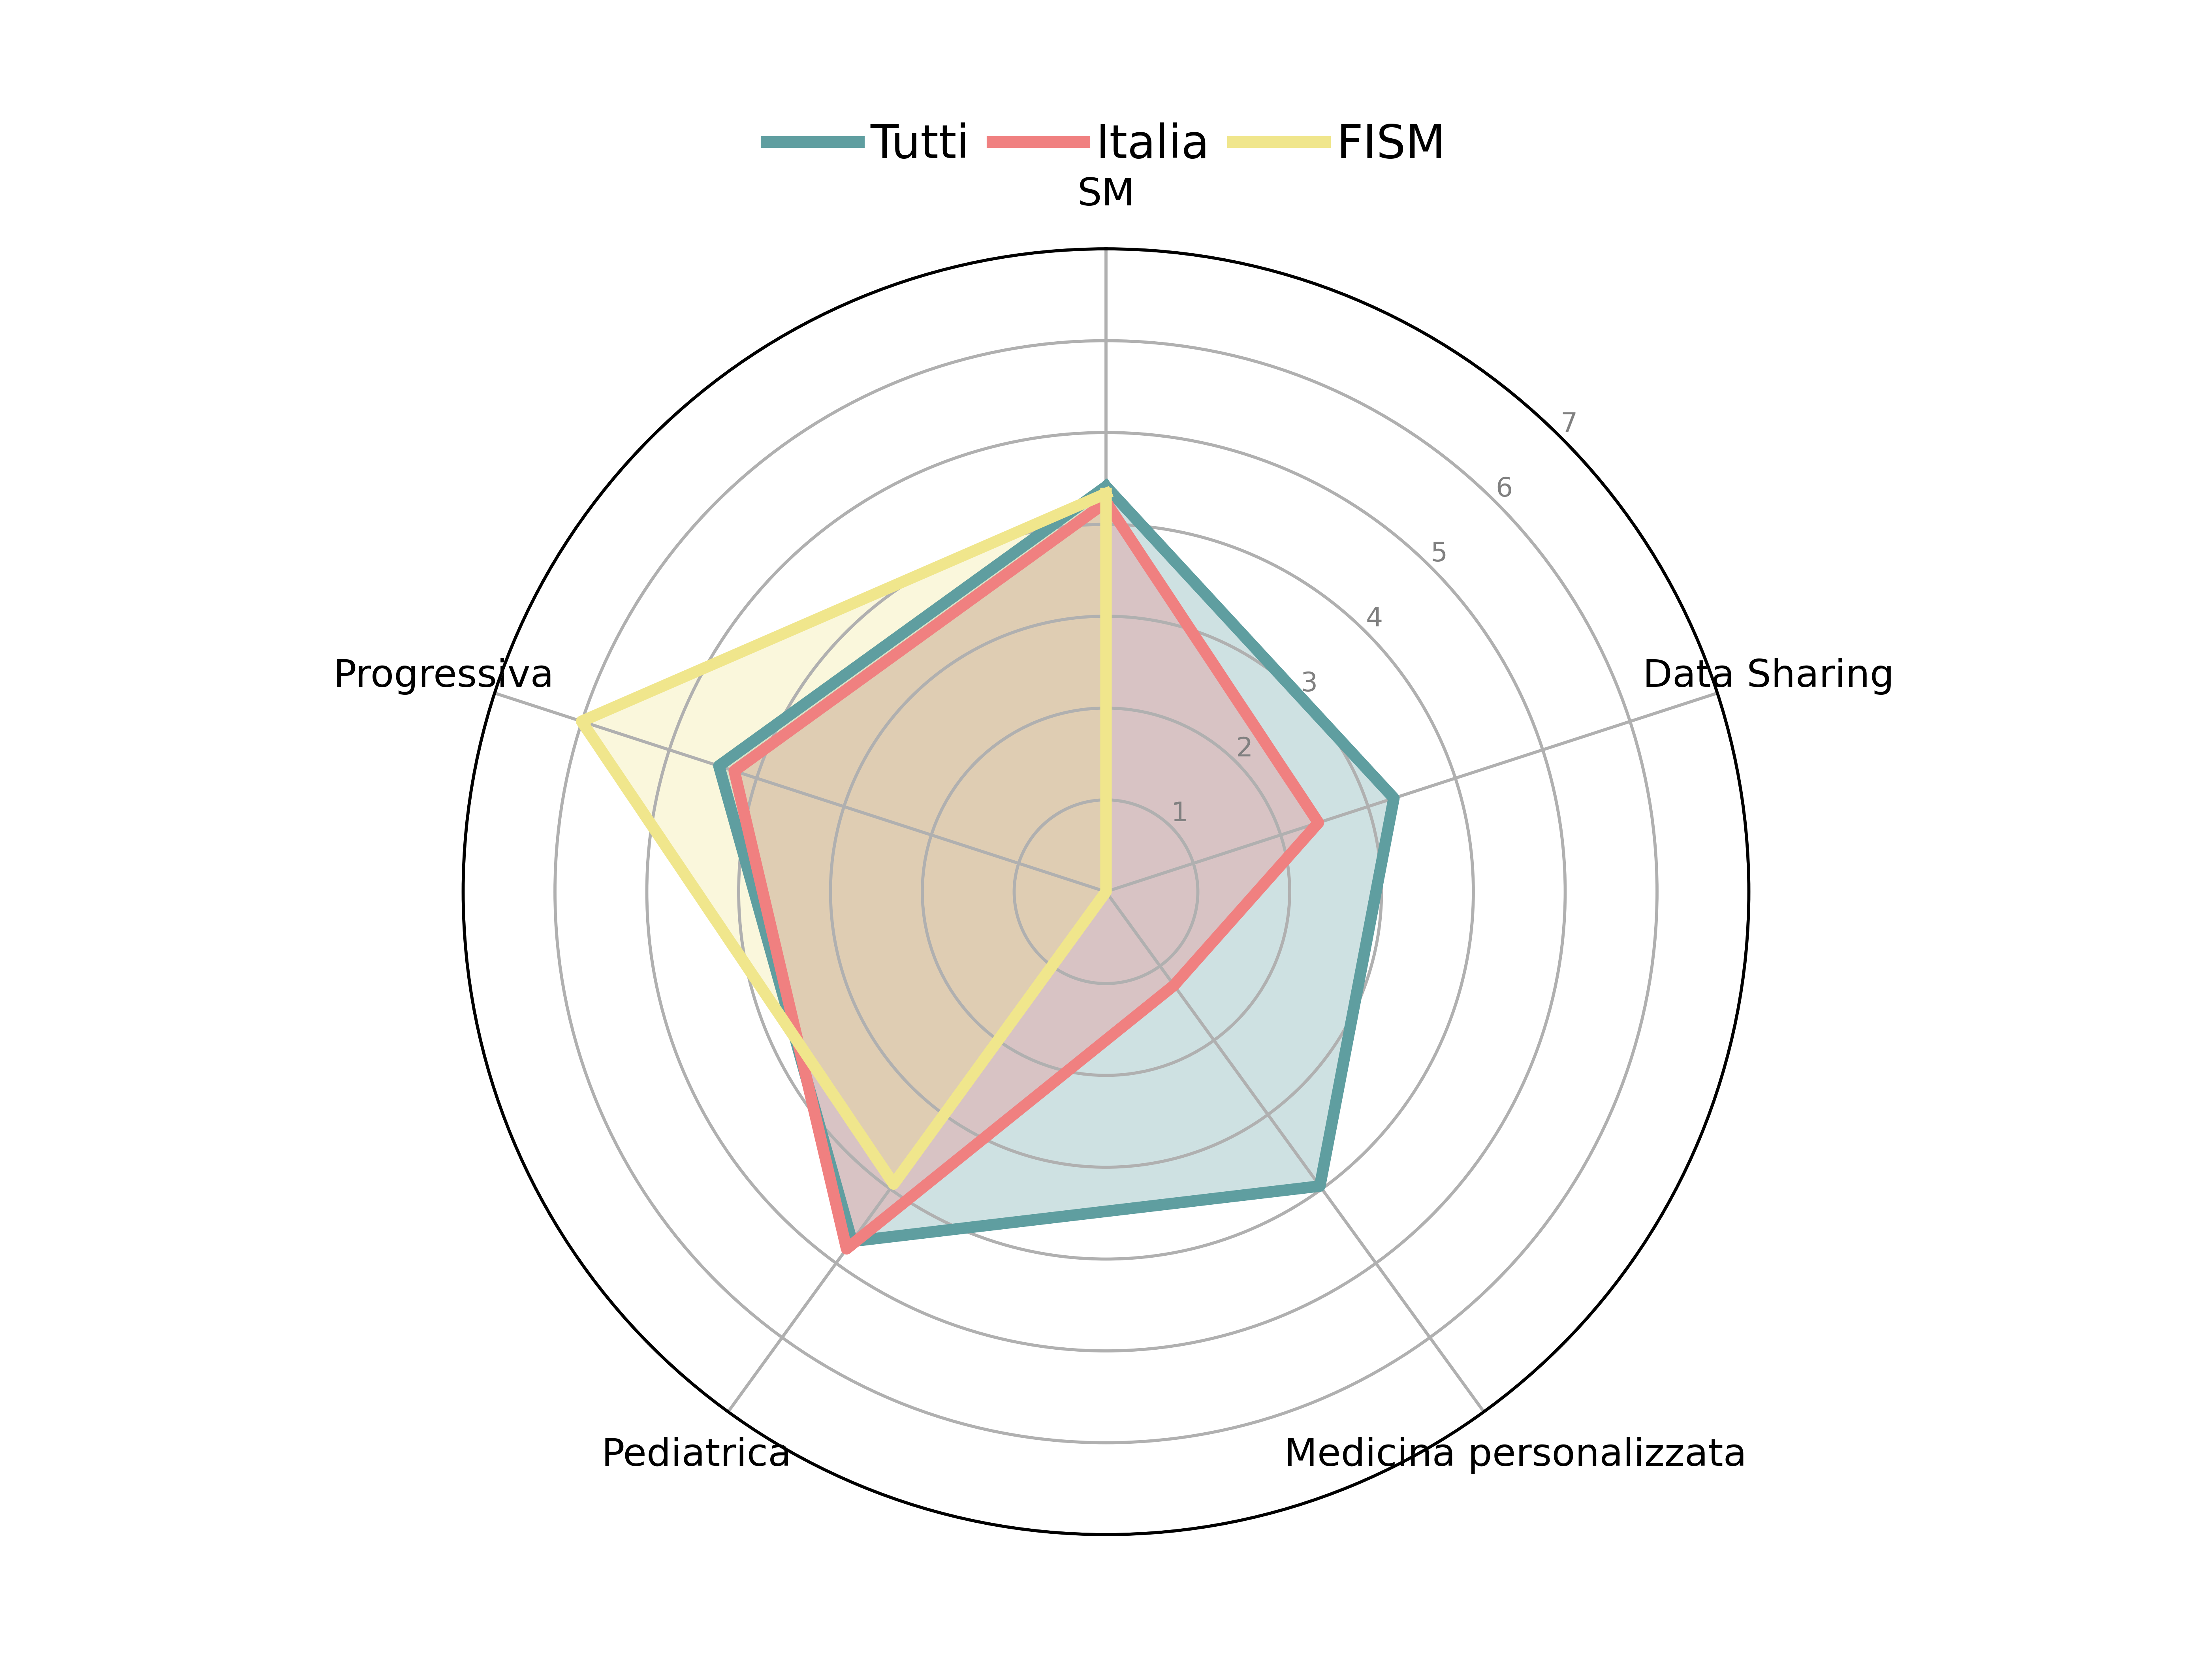 Tutti Italia FISM
SM
7
6
5
4
Progressiva
Data Sharing
3
2
1
Pediatrica
Medicina personalizzata